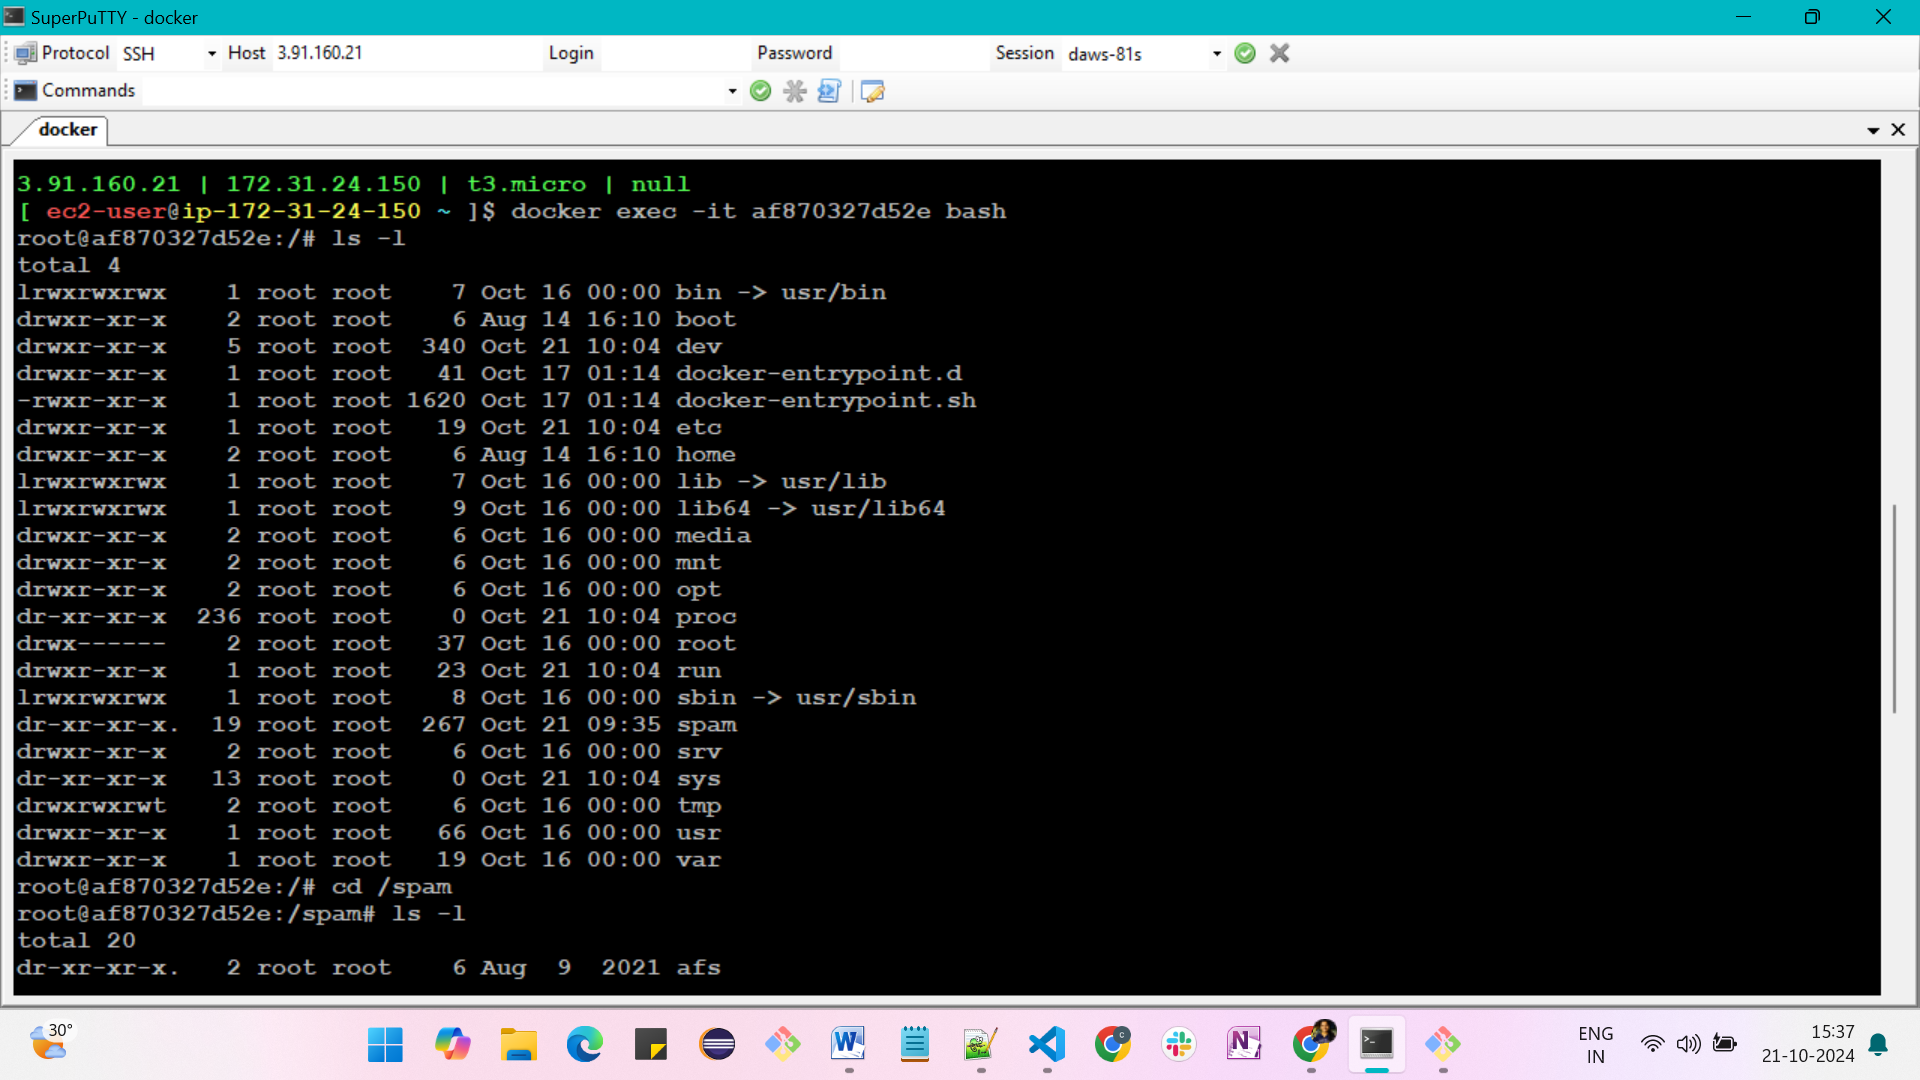 SuperPuTTY - docker
Protocol SSH Host 3.91.160.21 Login Password Session daws-81s
Commands
docker
3.91.160.21 | 172.31.24.150 | t3.micro | null
[ ec2-user@ip-172-31-24-150 ~ ]$ docker exec -it af870327d52e bash
root@af870327d52e:/# ls -l
total 4
lrwxrwxrwx    1 root root    7 Oct 16 00:00 bin -> usr/bin
drwxr-xr-x    2 root root    6 Aug 14 16:10 boot
drwxr-xr-x    5 root root  340 Oct 21 10:04 dev
drwxr-xr-x    1 root root   41 Oct 17 01:14 docker-entrypoint.d
-rwxr-xr-x    1 root root 1620 Oct 17 01:14 docker-entrypoint.sh
drwxr-xr-x    1 root root   19 Oct 21 10:04 etc
drwxr-xr-x    2 root root    6 Aug 14 16:10 home
lrwxrwxrwx    1 root root    7 Oct 16 00:00 lib -> usr/lib
lrwxrwxrwx    1 root root    9 Oct 16 00:00 lib64 -> usr/lib64
drwxr-xr-x    2 root root    6 Oct 16 00:00 media
drwxr-xr-x    2 root root    6 Oct 16 00:00 mnt
drwxr-xr-x    2 root root    6 Oct 16 00:00 opt
dr-xr-xr-x  236 root root    0 Oct 21 10:04 proc
drwx------    2 root root   37 Oct 16 00:00 root
drwxr-xr-x    1 root root   23 Oct 21 10:04 run
lrwxrwxrwx    1 root root    8 Oct 16 00:00 sbin -> usr/sbin
dr-xr-xr-x.  19 root root  267 Oct 21 09:35 spam
drwxr-xr-x    2 root root    6 Oct 16 00:00 srv
dr-xr-xr-x   13 root root    0 Oct 21 10:04 sys
drwxrwxrwt    2 root root    6 Oct 16 00:00 tmp
drwxr-xr-x    1 root root   66 Oct 16 00:00 usr
drwxr-xr-x    1 root root   19 Oct 16 00:00 var
root@af870327d52e:/# cd /spam
root@af870327d52e:/spam# ls -l
total 20
dr-xr-xr-x.   2 root root    6 Aug  9  2021 afs
30°
ENG
IN
15:37
21-10-2024